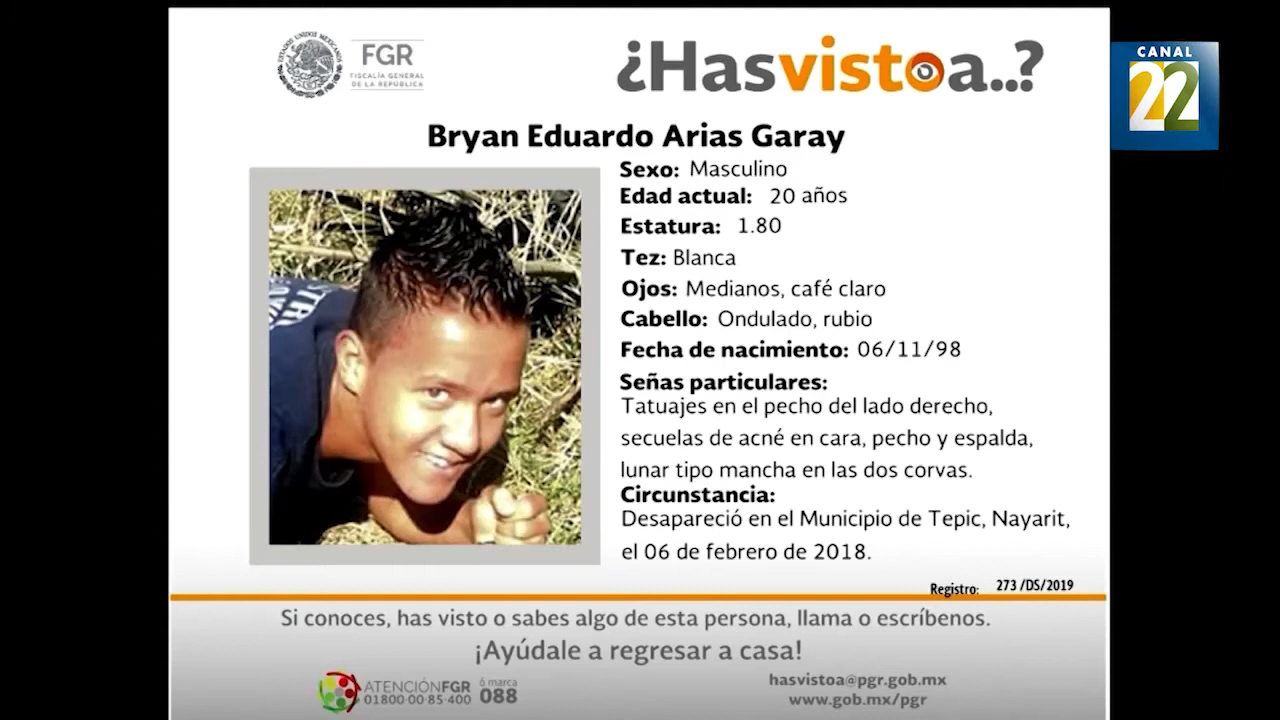 ESTADOS UNIDOS MEXICANOS
FGR
FISCALÍA GENERAL
DE LA REPÚBLICA
¿Hasvistoa..?
CANAL
22
Bryan Eduardo Arias Garay
Sexo: Masculino
Edad actual: 20 años
Estatura: 1.80
Tez: Blanca
Ojos: Medianos, café claro
Cabello: Ondulado, rubio
Fecha de nacimiento: 06/11/98
Señas particulares:
Tatuajes en el pecho del lado derecho,
secuelas de acné en cara, pecho y espalda,
lunar tipo mancha en las dos corvas.
Circunstancia:
Desapareció en el Municipio de Tepic, Nayarit,
el 06 de febrero de 2018.
Registro: 273 /DS/2019
Si conoces, has visto o sabes algo de esta persona, llama o escríbenos.
¡Ayúdale a regresar a casa!
ATENCIÓNFGR
01800·00·85·400
ó marca
088
hasvistoa@pgr.gob.mx
www.gob.mx/pgr